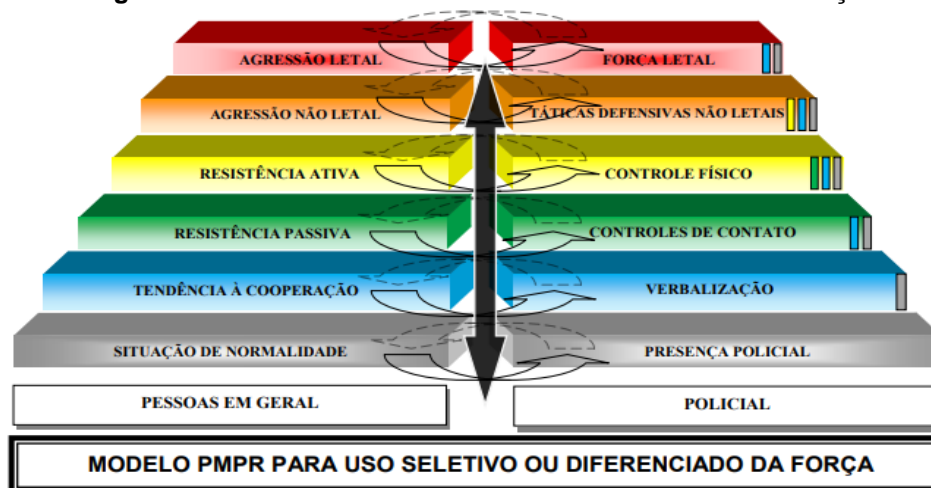 AGRESSÃO LETAL FORÇA LETAL
AGRESSÃO NÃO LETAL TÁTICAS DEFENSIVAS NÃO LETAIS
RESISTÊNCIA ATIVA CONTROLE FÍSICO
RESISTÊNCIA PASSIVA CONTROLES DE CONTATO
TENDÊNCIA À COOPERAÇÃO VERBALIZAÇÃO
SITUAÇÃO DE NORMALIDADE PRESENÇA POLICIAL
PESSOAS EM GERAL POLICIAL
MODELO PMPR PARA USO SELETIVO OU DIFERENCIADO DA FORÇA